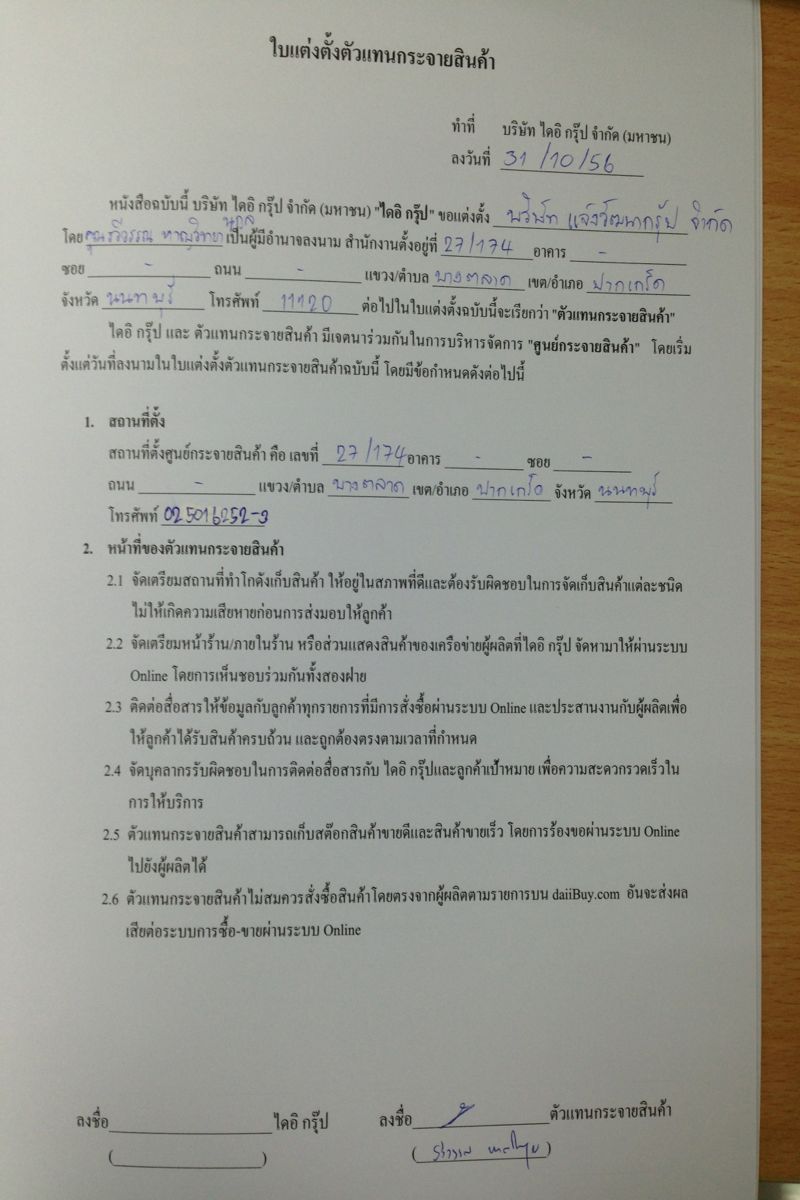 ใบแต่งตั้งตัวแทนกระจายสินค้า
ทำที่ บริษัท ไดอิ กรุ๊ป จำกัด (มหาชน)
ลงวันที่ 31/10/56
หนังสือฉบับนี้ บริษัท ไดอิ กรุ๊ป จำกัด (มหาชน) "ไดอิ กรุ๊ป" ขอแต่งตั้ง บริษัท แจ้งวัฒนากรุ๊ป จำกัด
โดย คุณ เป็นผู้มีอำนาจลงนาม สำนักงานตั้งอยู่ที่ 27/174 อาคาร -
ซอย - ถนน - แขวง/ตำบล บางตลาด เขต/อำเภอ ปากเกร็ด
จังหวัด นนทบุรี โทรศัพท์ 11120 ต่อไปในใบแต่งตั้งฉบับนี้จะเรียกว่า "ตัวแทนกระจายสินค้า"
ไดอิ กรุ๊ป และ ตัวแทนกระจายสินค้า มีเจตนาร่วมกันในการบริหารจัดการ "ศูนย์กระจายสินค้า" โดยเริ่ม
ตั้งแต่วันที่ลงนามในใบแต่งตั้งตัวแทนกระจายสินค้าฉบับนี้ โดยมีข้อกำหนดดังต่อไปนี้
1. สถานที่ตั้ง
สถานที่ตั้งศูนย์กระจายสินค้า คือ เลขที่ 27/174 อาคาร - ซอย -
ถนน - แขวง/ตำบล บางตลาด เขต/อำเภอ ปากเกร็ด จังหวัด นนทบุรี
โทรศัพท์ 025016252-3
2. หน้าที่ของตัวแทนกระจายสินค้า
2.1 จัดเตรียมสถานที่ทำโกดังเก็บสินค้า ให้อยู่ในสภาพที่ดีและต้องรับผิดชอบในการจัดเก็บสินค้าแต่ละชนิด
ไม่ให้เกิดความเสียหายก่อนการส่งมอบให้ลูกค้า
2.2 จัดเตรียมหน้าร้าน/ภายในร้าน หรือส่วนแสดงสินค้าของเครือข่ายผู้ผลิตที่ไดอิ กรุ๊ป จัดหามาให้ผ่านระบบ
Online โดยการเห็นชอบร่วมกันทั้งสองฝ่าย
2.3 ติดต่อสื่อสารให้ข้อมูลกับลูกค้าทุกรายการที่มีการสั่งซื้อผ่านระบบ Online และประสานงานกับผู้ผลิตเพื่อ
ให้ลูกค้าได้รับสินค้าครบถ้วน และถูกต้องตรงตามเวลาที่กำหนด
2.4 จัดบุคลากรรับผิดชอบในการติดต่อสื่อสารกับ ไดอิ กรุ๊ปและลูกค้าเป้าหมาย เพื่อความสะดวกรวดเร็วใน
การให้บริการ
2.5 ตัวแทนกระจายสินค้าสามารถเก็บสต๊อกสินค้าขายดีและสินค้าขายเร็ว โดยการร้องขอผ่านระบบ Online
ไปยังผู้ผลิตได้
2.6 ตัวแทนกระจายสินค้าไม่สมควรสั่งซื้อสินค้าโดยตรงจากผู้ผลิตตามรายการบน daiiBuy.com อันจะส่งผล
เสียต่อระบบการซื้อ-ขายผ่านระบบ Online
ลงชื่อ ไดอิ กรุ๊ป ลงชื่อ ตัวแทนกระจายสินค้า